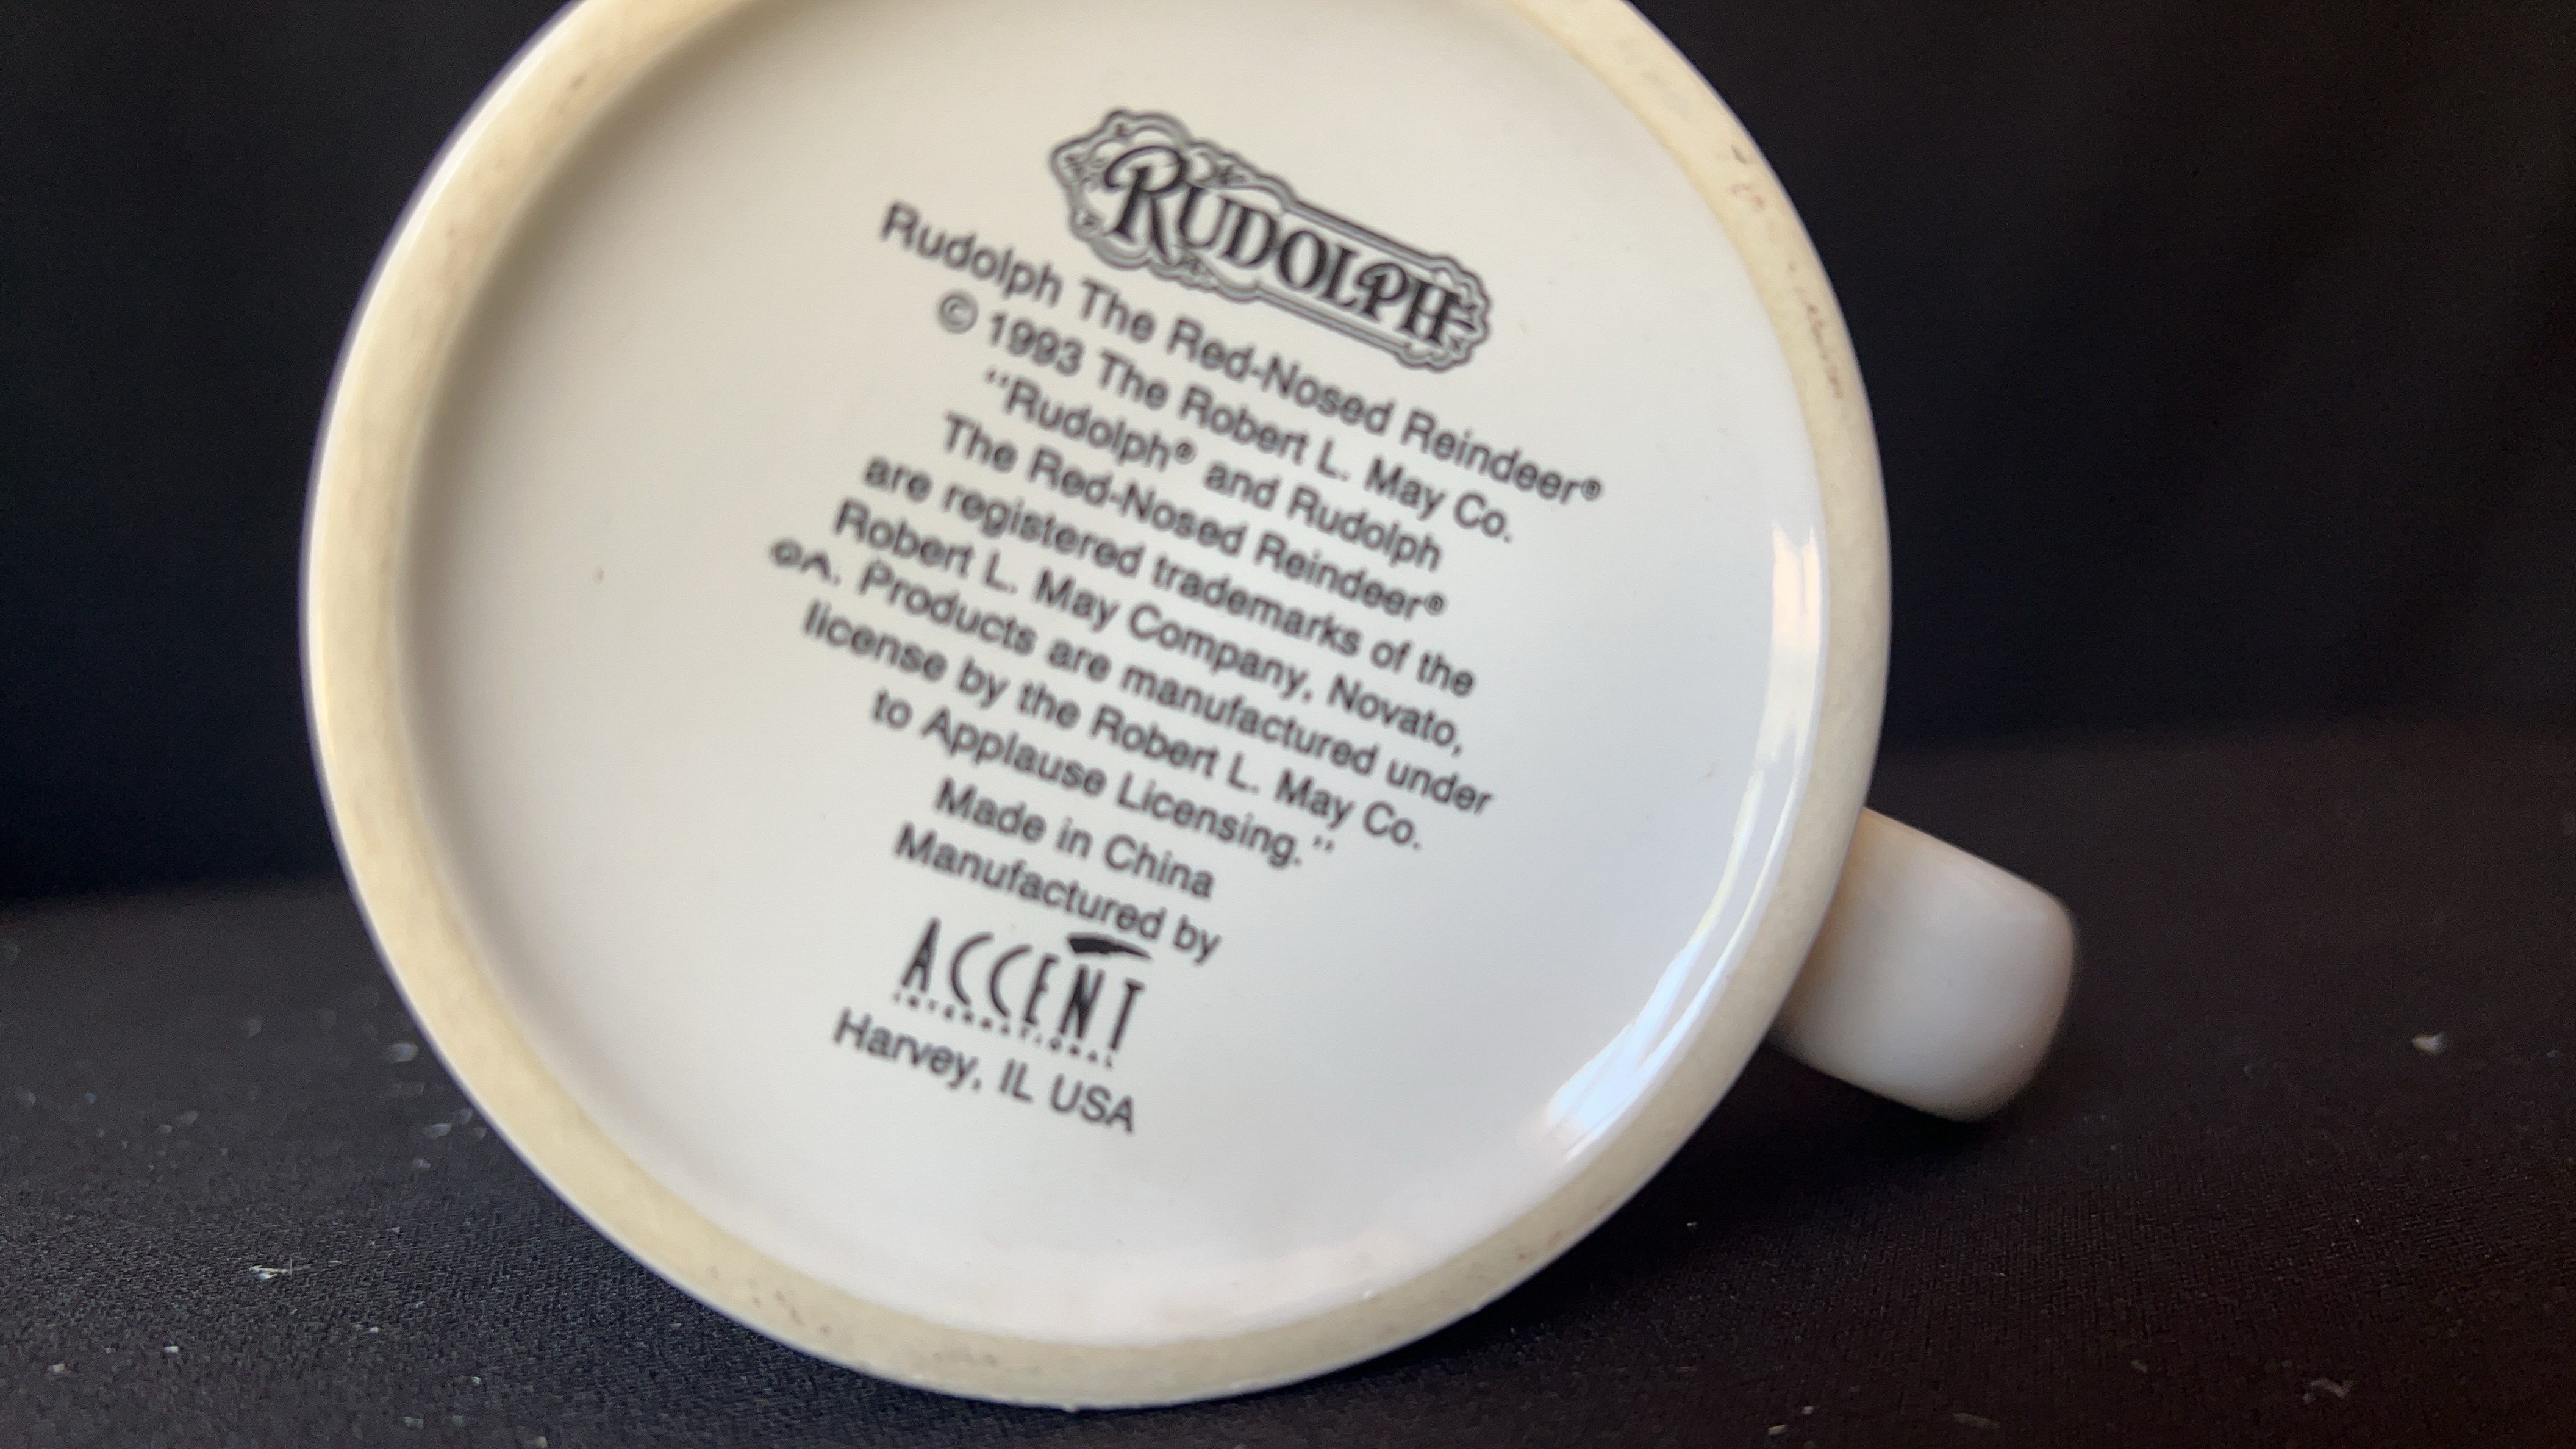 RUDOLPH
Rudolph The Red-Nosed Reindeer®
© 1993 The Robert L. May Co.
“Rudolph® and Rudolph
The Red-Nosed Reindeer®
are registered trademarks of the
Robert L. May Company, Novato,
Products are manufactured under
license by the Robert L. May Co.
to Applause Licensing.”
Made in China
Manufactured by
ACCENT
INTERNATIONAL
Harvey, IL USA